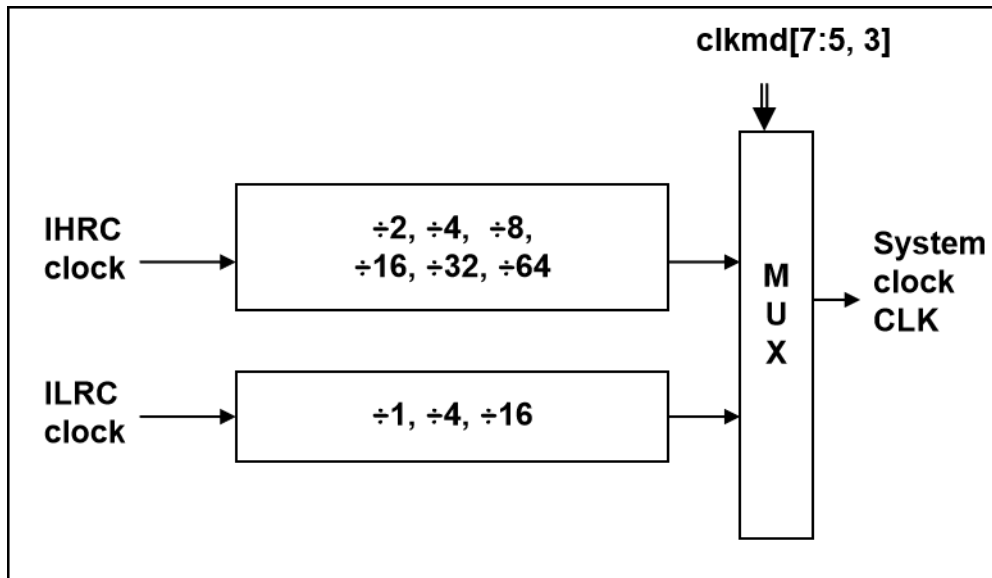 clkmd[7:5, 3]
IHRC
clock
÷2, ÷4, ÷8,
÷16, ÷32, ÷64
M
U
X
System
clock
CLK
ILRC
clock
÷1, ÷4, ÷16